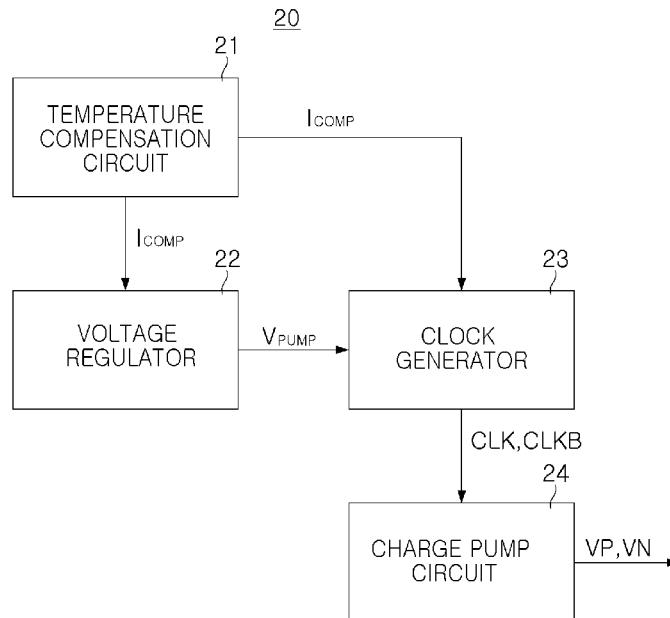 20
21
TEMPERATURE
COMPENSATION
CIRCUIT
ICOMP
ICOMP
22
VOLTAGE
REGULATOR
VPUMP
23
CLOCK
GENERATOR
CLK,CLKB
24
CHARGE PUMP
CIRCUIT
VP,VN